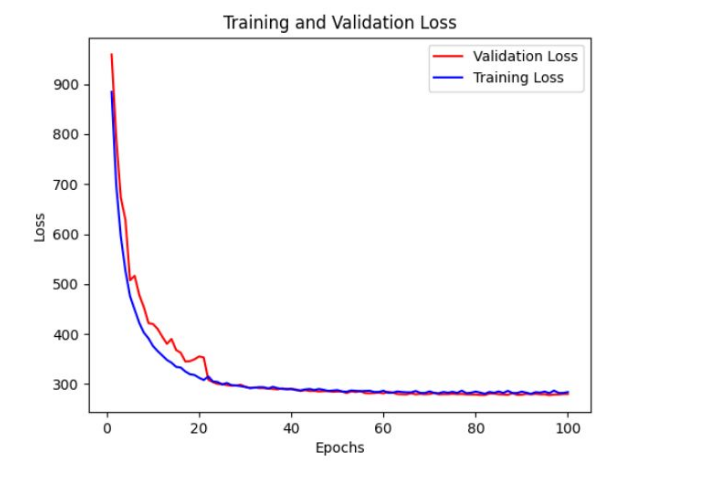 Training and Validation Loss
Validation Loss
Training Loss
900
800
700
600
500
400
300
Loss
0 20 40 60 80 100
Epochs